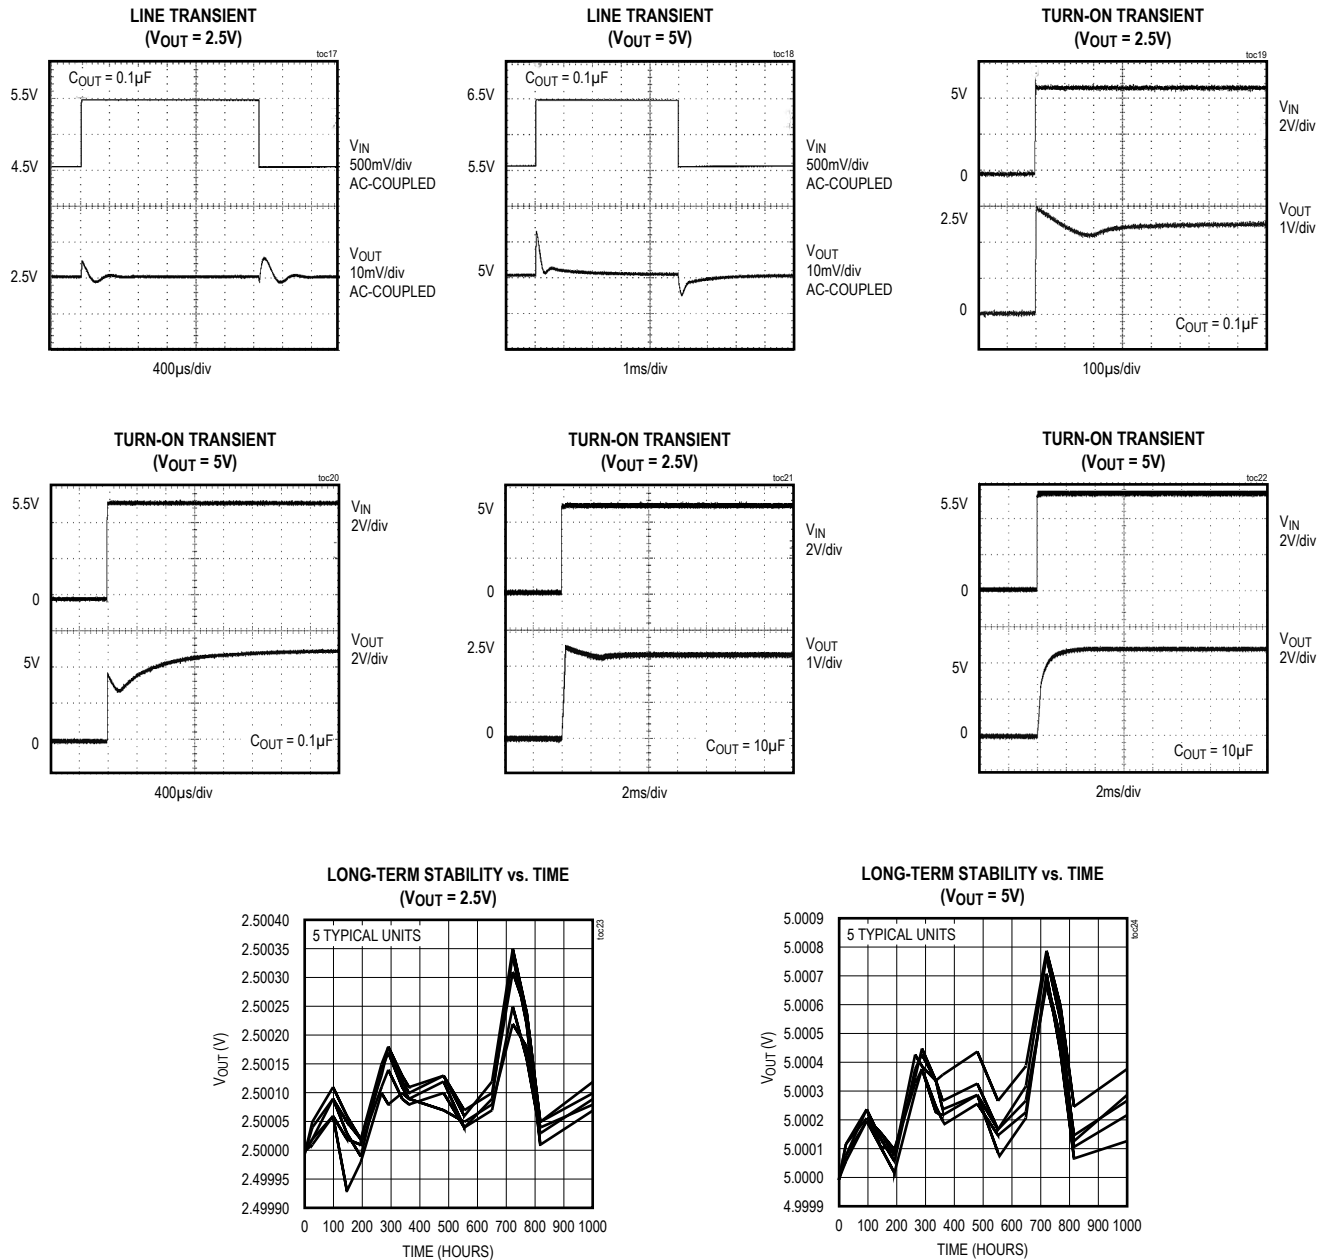 LINE TRANSIENT
(VOUT = 2.5V)
toc17
COUT = 0.1µF
5.5V
4.5V
2.5V
VIN
500mV/div
AC-COUPLED
VOUT
10mV/div
AC-COUPLED
400µs/div
LINE TRANSIENT
(VOUT = 5V)
toc18
COUT = 0.1µF
6.5V
5.5V
5V
VIN
500mV/div
AC-COUPLED
VOUT
10mV/div
AC-COUPLED
1ms/div
TURN-ON TRANSIENT
(VOUT = 2.5V)
toc19
5V
0
2.5V
0
VIN
2V/div
VOUT
1V/div
COUT = 0.1µF
100µs/div
TURN-ON TRANSIENT
(VOUT = 5V)
toc20
5.5V
0
5V
0
VIN
2V/div
VOUT
2V/div
COUT = 0.1µF
400µs/div
TURN-ON TRANSIENT
(VOUT = 2.5V)
toc21
5V
0
2.5V
0
VIN
2V/div
VOUT
1V/div
COUT = 10µF
2ms/div
TURN-ON TRANSIENT
(VOUT = 5V)
toc22
5.5V
0
5V
0
VIN
2V/div
VOUT
2V/div
COUT = 10µF
2ms/div
LONG-TERM STABILITY vs. TIME
(VOUT = 2.5V)
toc23
5 TYPICAL UNITS
VOUT (V)
2.50040
2.50035
2.50030
2.50025
2.50020
2.50015
2.50010
2.50005
2.50000
2.49995
2.49990
0 100 200 300 400 500 600 700 800 900 1000
TIME (HOURS)
LONG-TERM STABILITY vs. TIME
(VOUT = 5V)
toc24
5 TYPICAL UNITS
VOUT (V)
5.0009
5.0008
5.0007
5.0006
5.0005
5.0004
5.0003
5.0002
5.0001
5.0000
4.9999
0 100 200 300 400 500 600 700 800 900 1000
TIME (HOURS)